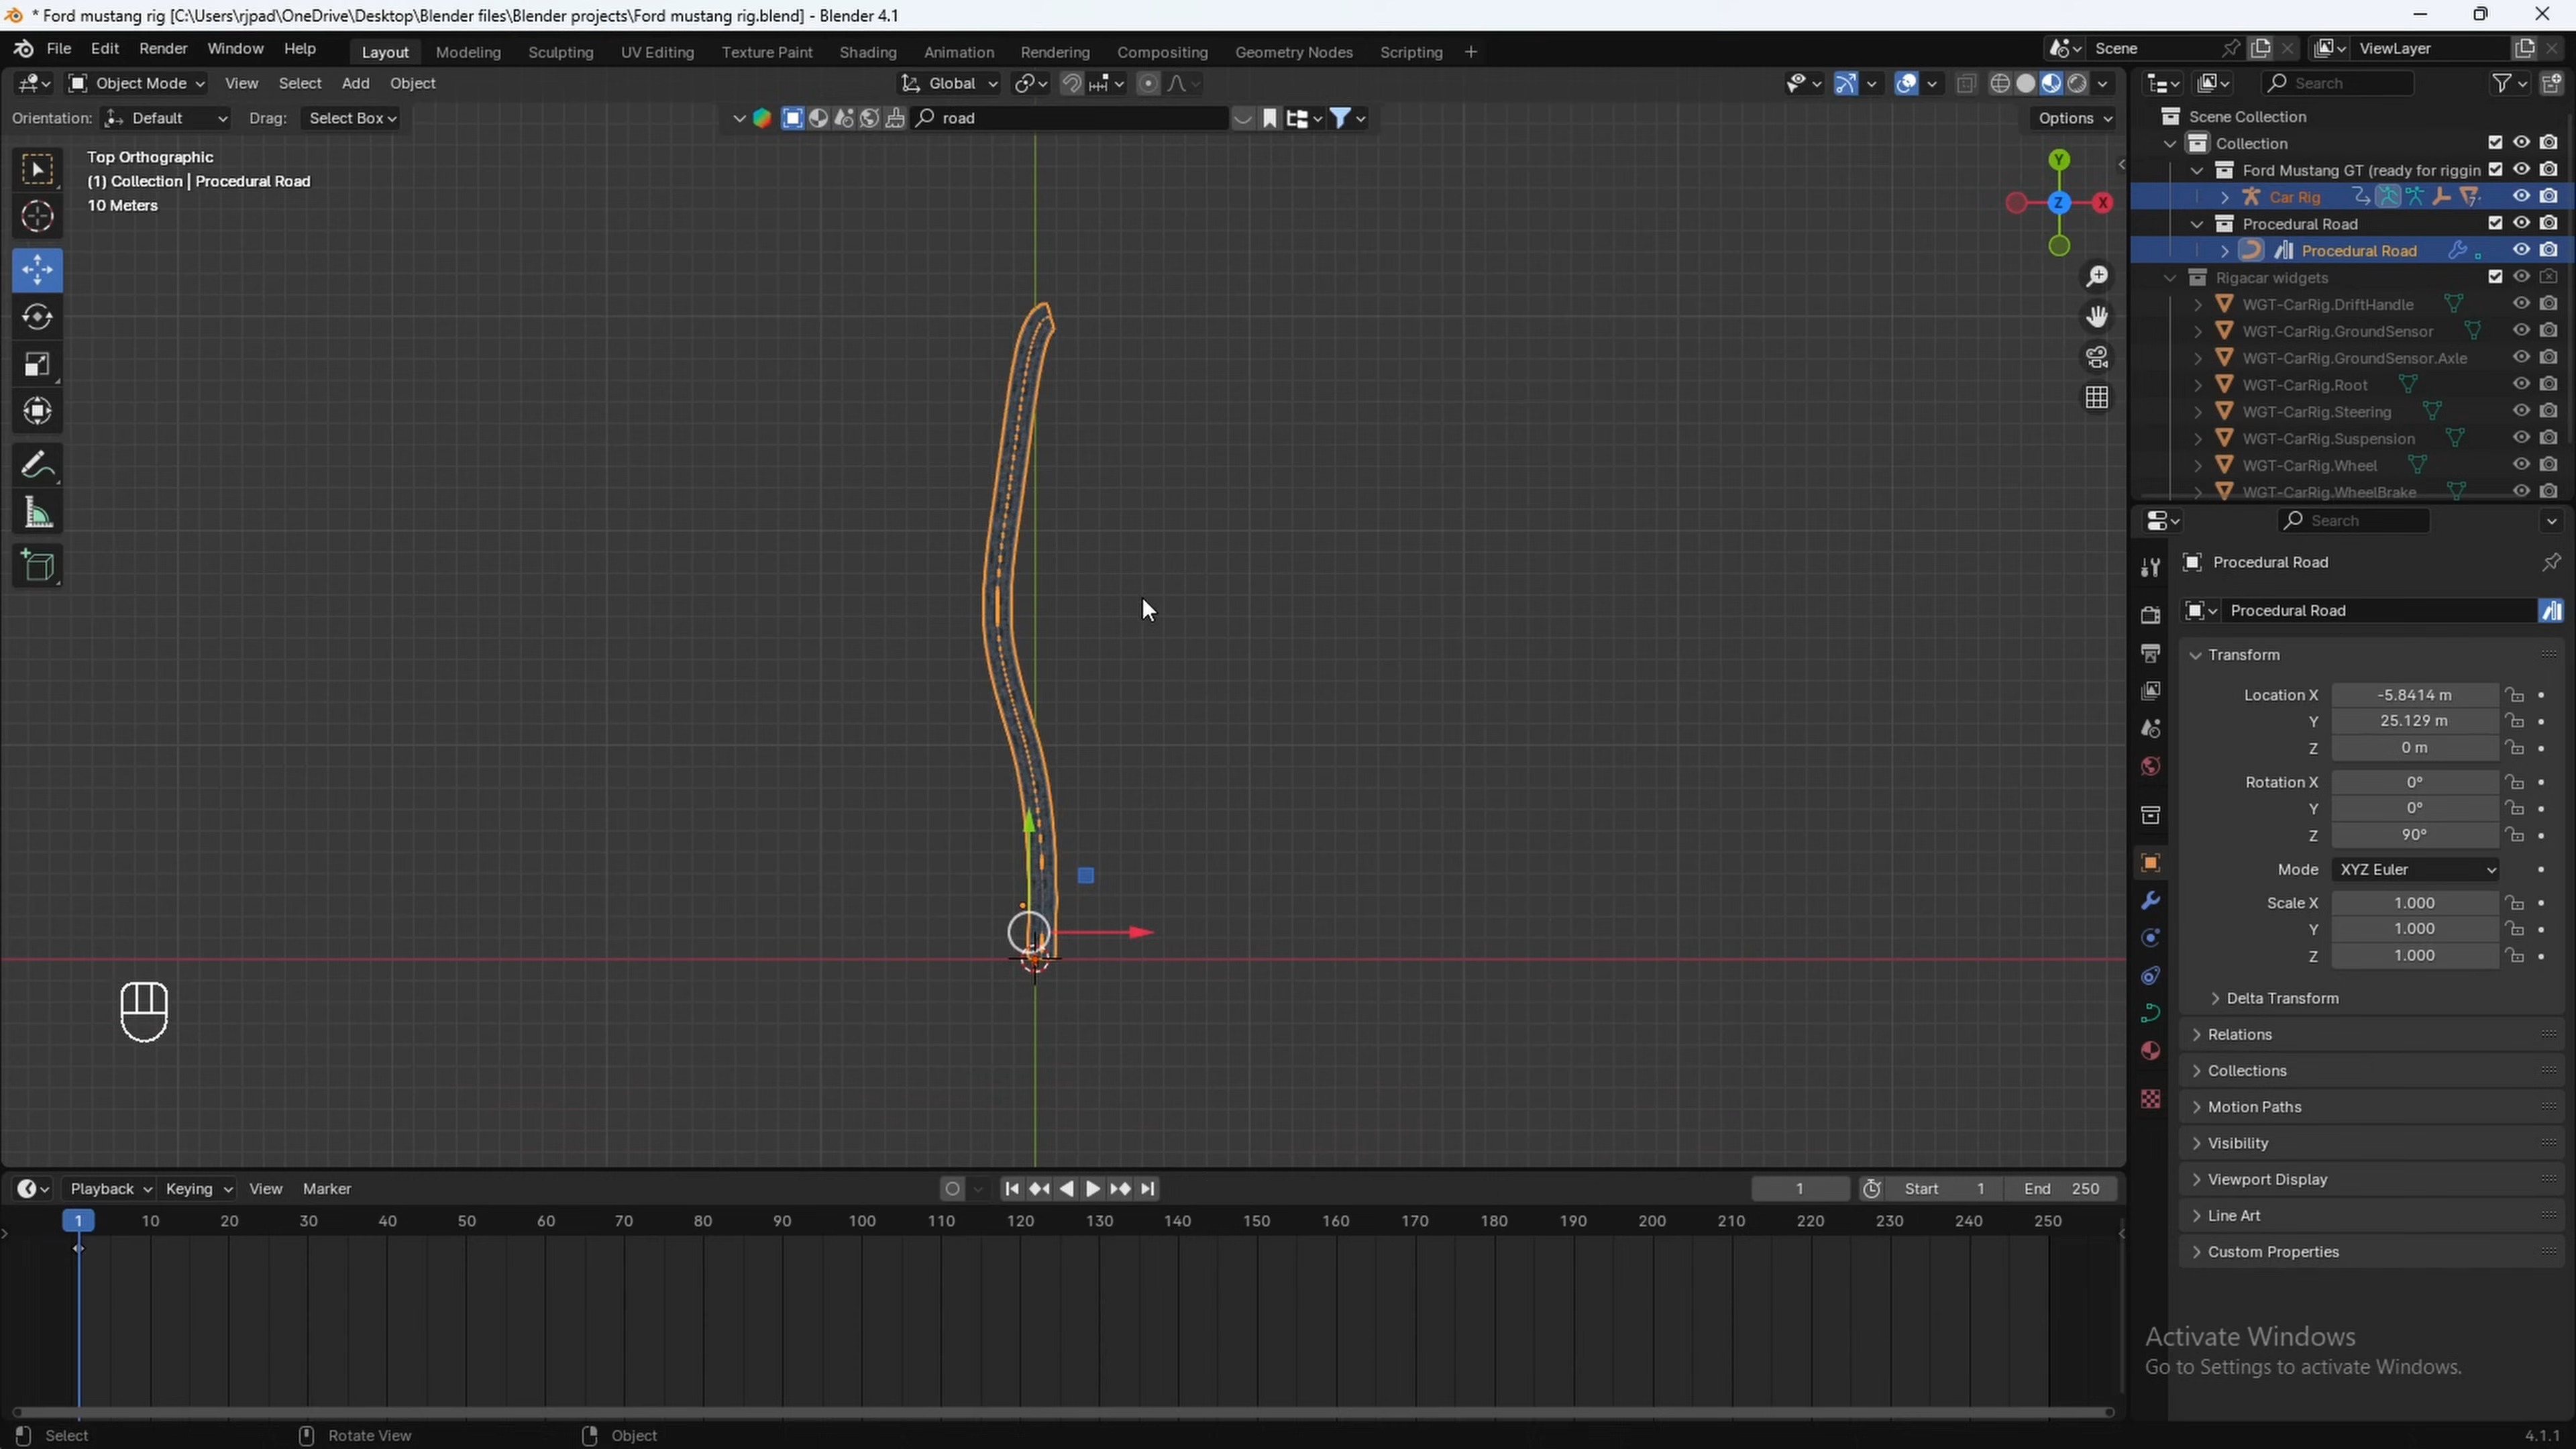 * Ford mustang rig [C:\Users\rjpad\OneDrive\Desktop\Blender files\Blender projects\Ford mustang rig.blend] - Blender 4.1
File Edit Render Window Help Layout Modeling Sculpting UV Editing Texture Paint Shading Animation Rendering Compositing Geometry Nodes Scripting + Scene ViewLayer
Object Mode View Select Add Object Global Search
Orientation: Default Drag: Select Box road Options
Top Orthographic
(1) Collection | Procedural Road
10 Meters
Y
Z X
Scene Collection
Collection
Ford Mustang GT (ready for riggin
Car Rig
Procedural Road
Procedural Road
Rigacar widgets
WGT-CarRig.DriftHandle
WGT-CarRig.GroundSensor
WGT-CarRig.GroundSensor.Axle
WGT-CarRig.Root
WGT-CarRig.Steering
WGT-CarRig.Suspension
WGT-CarRig.Wheel
WGT-CarRig.WheelBrake
Search
Procedural Road
Procedural Road
Transform
Location X -5.8414 m
Y 25.129 m
Z 0 m
Rotation X 0°
Y 0°
Z 90°
Mode XYZ Euler
Scale X 1.000
Y 1.000
Z 1.000
Delta Transform
Relations
Collections
Motion Paths
Visibility
Viewport Display
Line Art
Custom Properties
Playback Keying View Marker 1 Start 1 End 250
1 10 20 30 40 50 60 70 80 90 100 110 120 130 140 150 160 170 180 190 200 210 220 230 240 250
Activate Windows
Go to Settings to activate Windows.
Select Rotate View Object 4.1.1